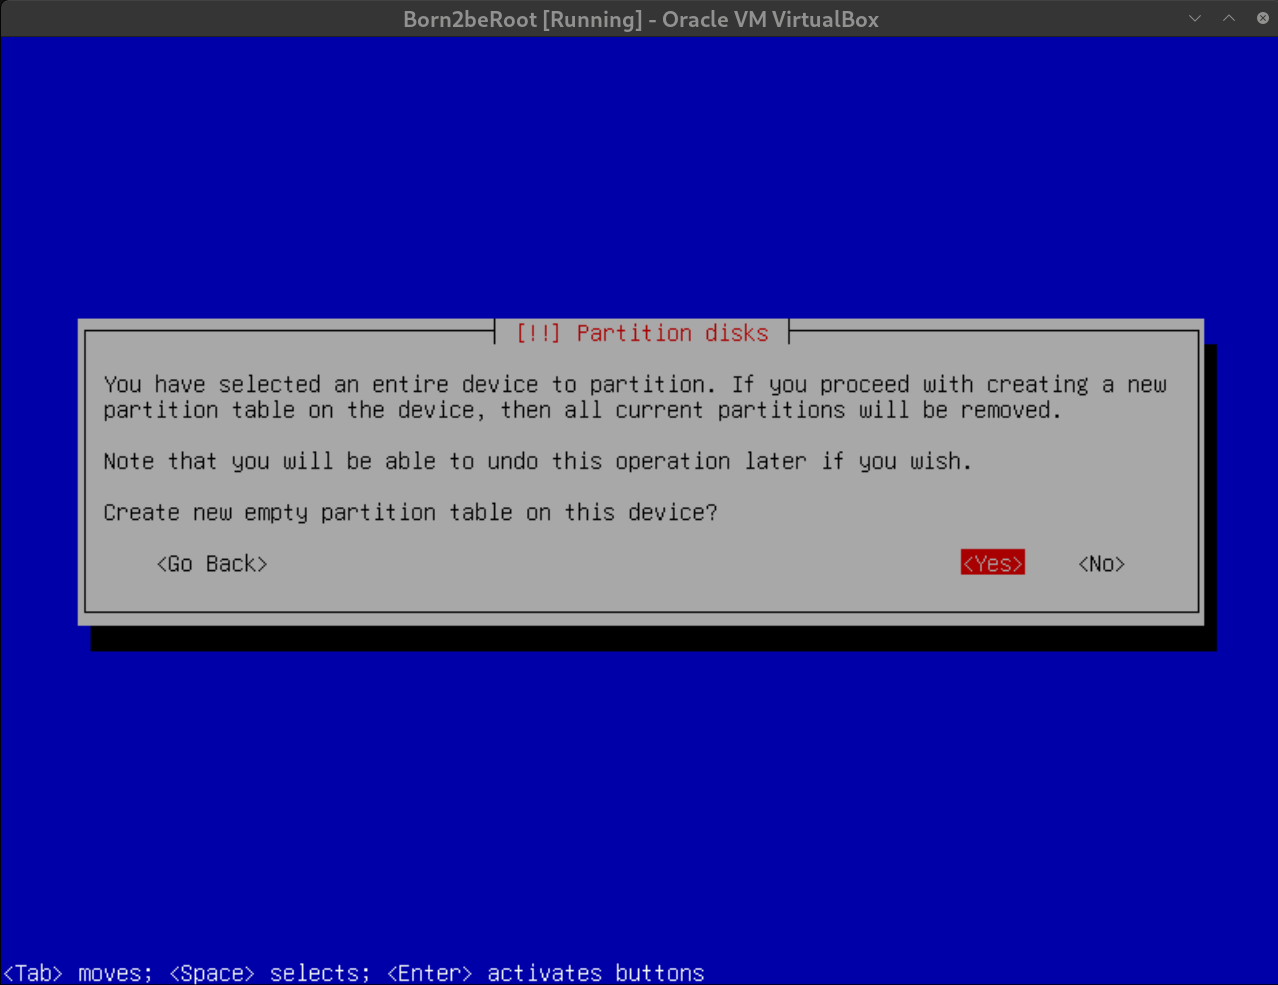 Born2beRoot [Running] - Oracle VM VirtualBox
[!!] Partition disks
You have selected an entire device to partition. If you proceed with creating a new
partition table on the device, then all current partitions will be removed.
Note that you will be able to undo this operation later if you wish.
Create new empty partition table on this device?
<Go Back> <Yes> <No>
<Tab> moves; <Space> selects; <Enter> activates buttons